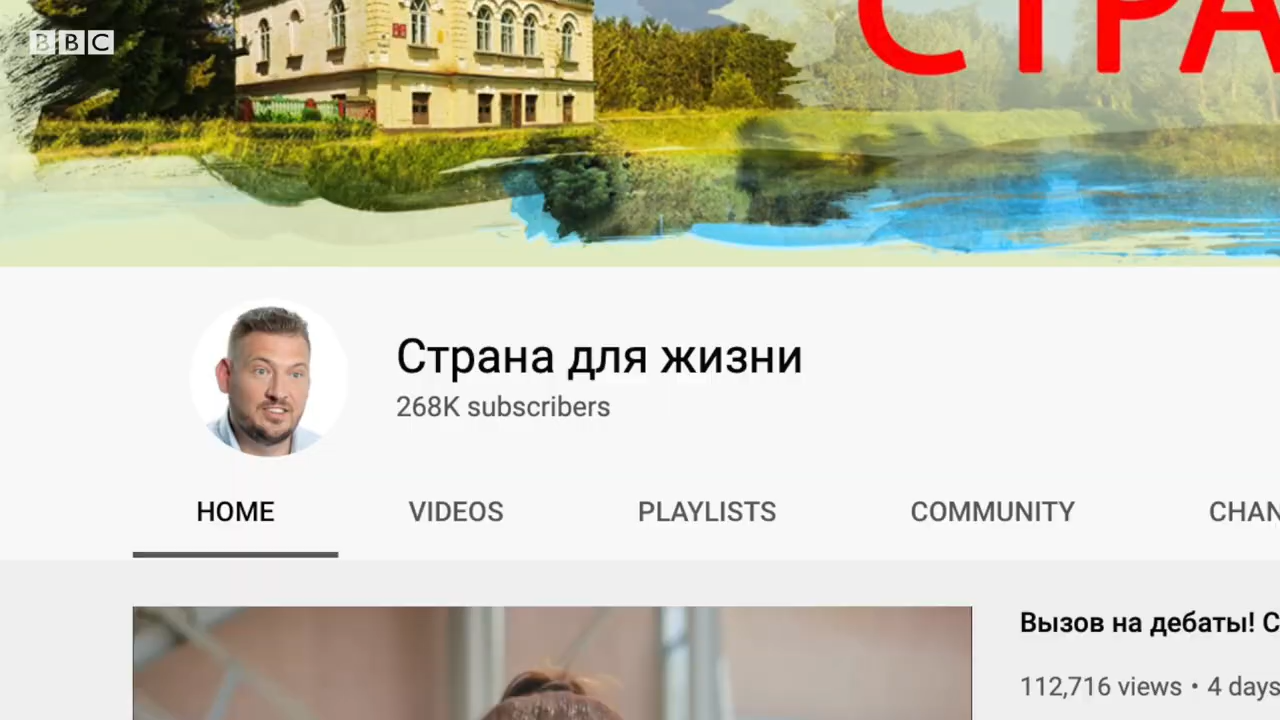 BBC
СТРА
Страна для жизни
268K subscribers
HOME VIDEOS PLAYLISTS COMMUNITY CHAN
Вызов на дебаты! С
112,716 views • 4 days